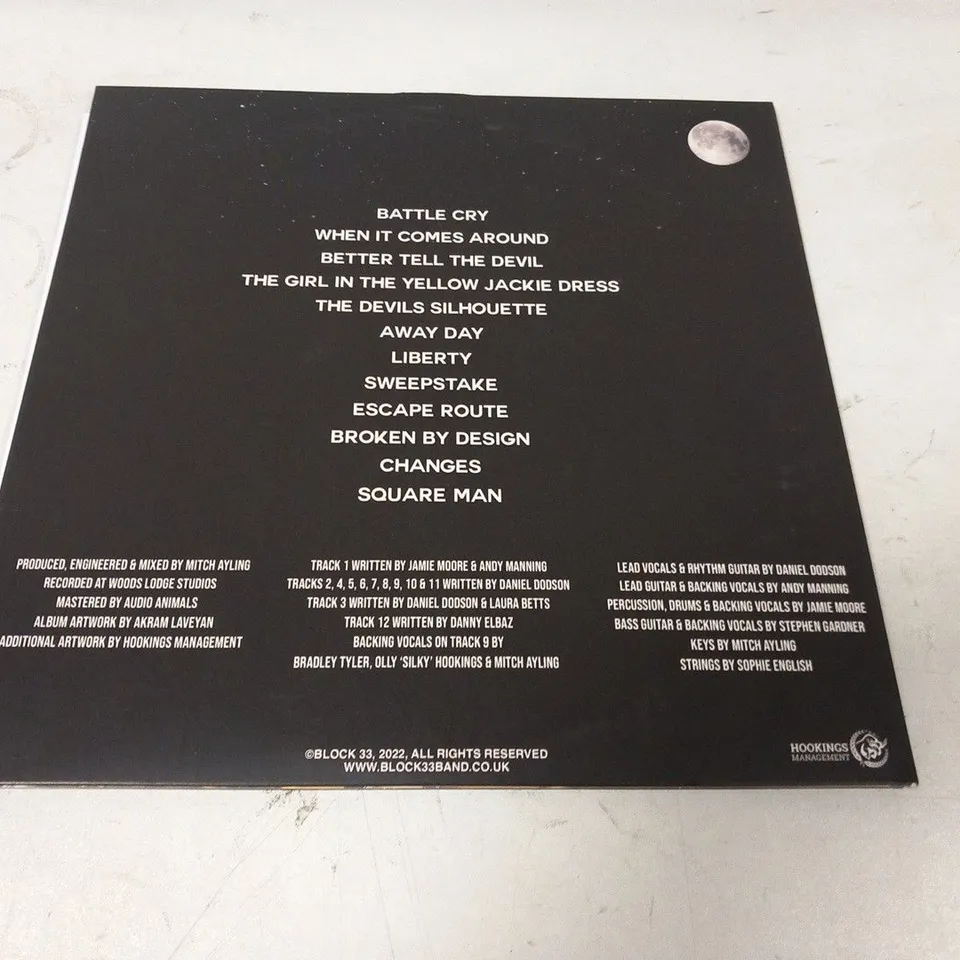 BATTLE CRY
WHEN IT COMES AROUND
BETTER TELL THE DEVIL
THE GIRL IN THE YELLOW JACKIE DRESS
THE DEVILS SILHOUETTE
AWAY DAY
LIBERTY
SWEEPSTAKE
ESCAPE ROUTE
BROKEN BY DESIGN
CHANGES
SQUARE MAN
PRODUCED, ENGINEERED & MIXED BY MITCH AYLING
RECORDED AT WOODS LODGE STUDIOS
MASTERED BY AUDIO ANIMALS
ALBUM ARTWORK BY AKRAM LAVEYAN
ADDITIONAL ARTWORK BY HOOKINGS MANAGEMENT
TRACK 1 WRITTEN BY JAMIE MOORE & ANDY MANNING
TRACKS 2, 4, 5, 6, 7, 8, 9, 10 & 11 WRITTEN BY DANIEL DODSON
TRACK 3 WRITTEN BY DANIEL DODSON & LAURA BETTS
TRACK 12 WRITTEN BY DANNY ELBAZ
BACKING VOCALS ON TRACK 9 BY
BRADLEY TYLER, OLLY 'SILKY' HOOKINGS & MITCH AYLING
LEAD VOCALS & RHYTHM GUITAR BY DANIEL DODSON
LEAD GUITAR & BACKING VOCALS BY ANDY MANNING
PERCUSSION, DRUMS & BACKING VOCALS BY JAMIE MOORE
BASS GUITAR & BACKING VOCALS BY STEPHEN GARDNER
KEYS BY MITCH AYLING
STRINGS BY SOPHIE ENGLISH
©BLOCK 33, 2022, ALL RIGHTS RESERVED
WWW.BLOCK33BAND.CO.UK
HOOKINGS
MANAGEMENT